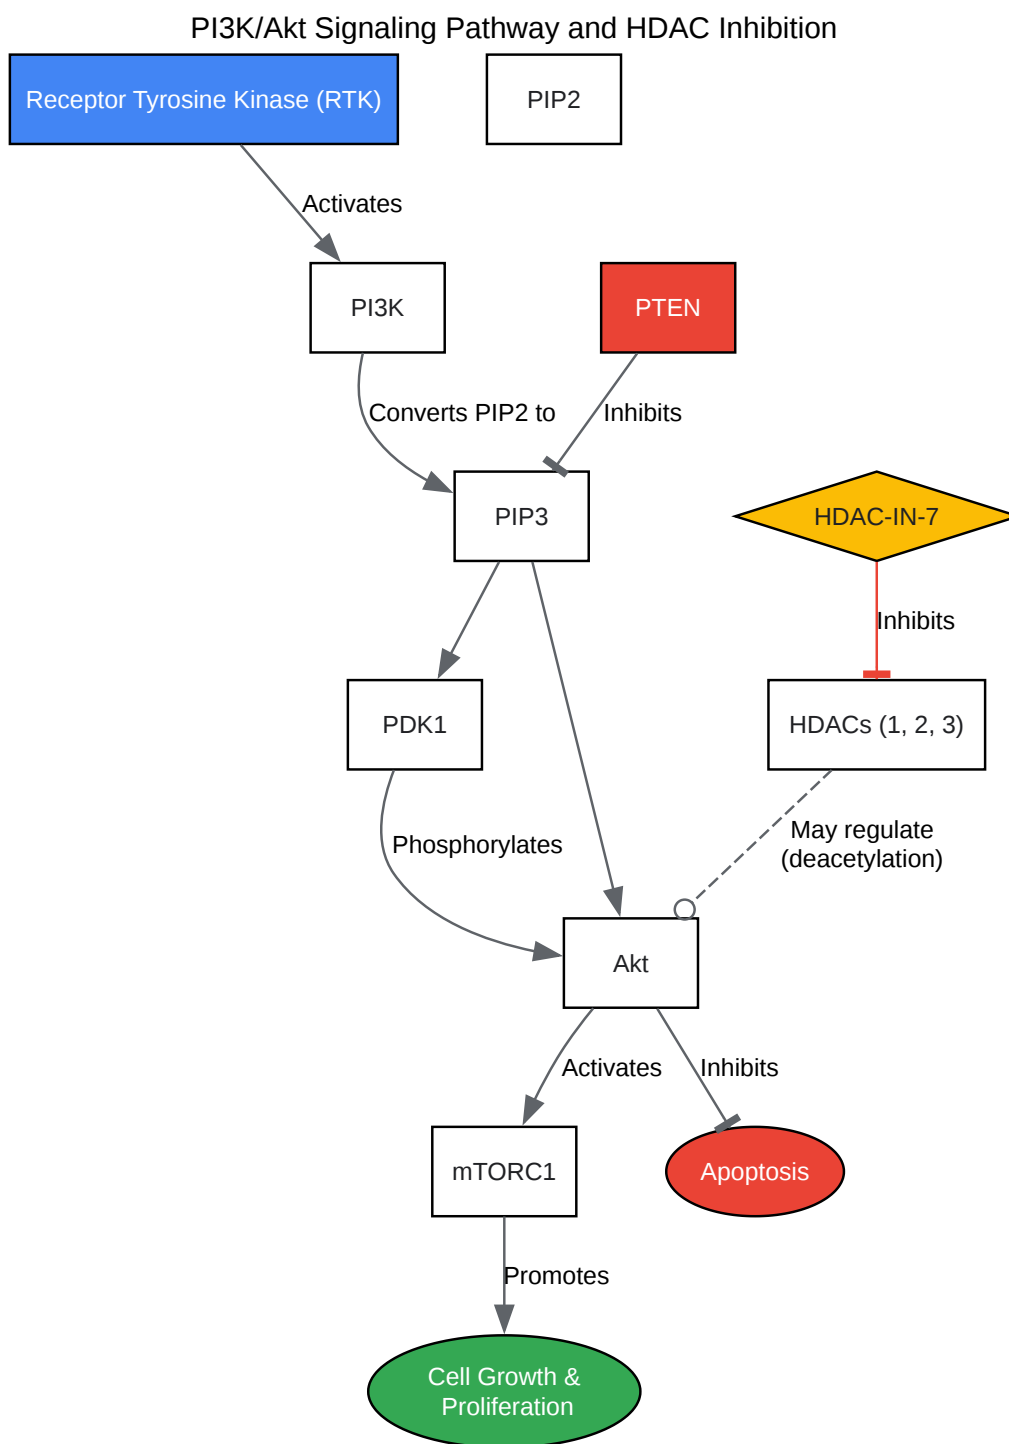 PI3K/Akt Signaling Pathway and HDAC Inhibition
Receptor Tyrosine Kinase (RTK)
PIP2
Activates
PI3K
PTEN
Converts PIP2 to
Inhibits
PIP3
HDAC-IN-7
Inhibits
PDK1
HDACs (1, 2, 3)
Phosphorylates
May regulate
(deacetylation)
Akt
Activates
Inhibits
mTORC1
Apoptosis
Promotes
Cell Growth &
Proliferation